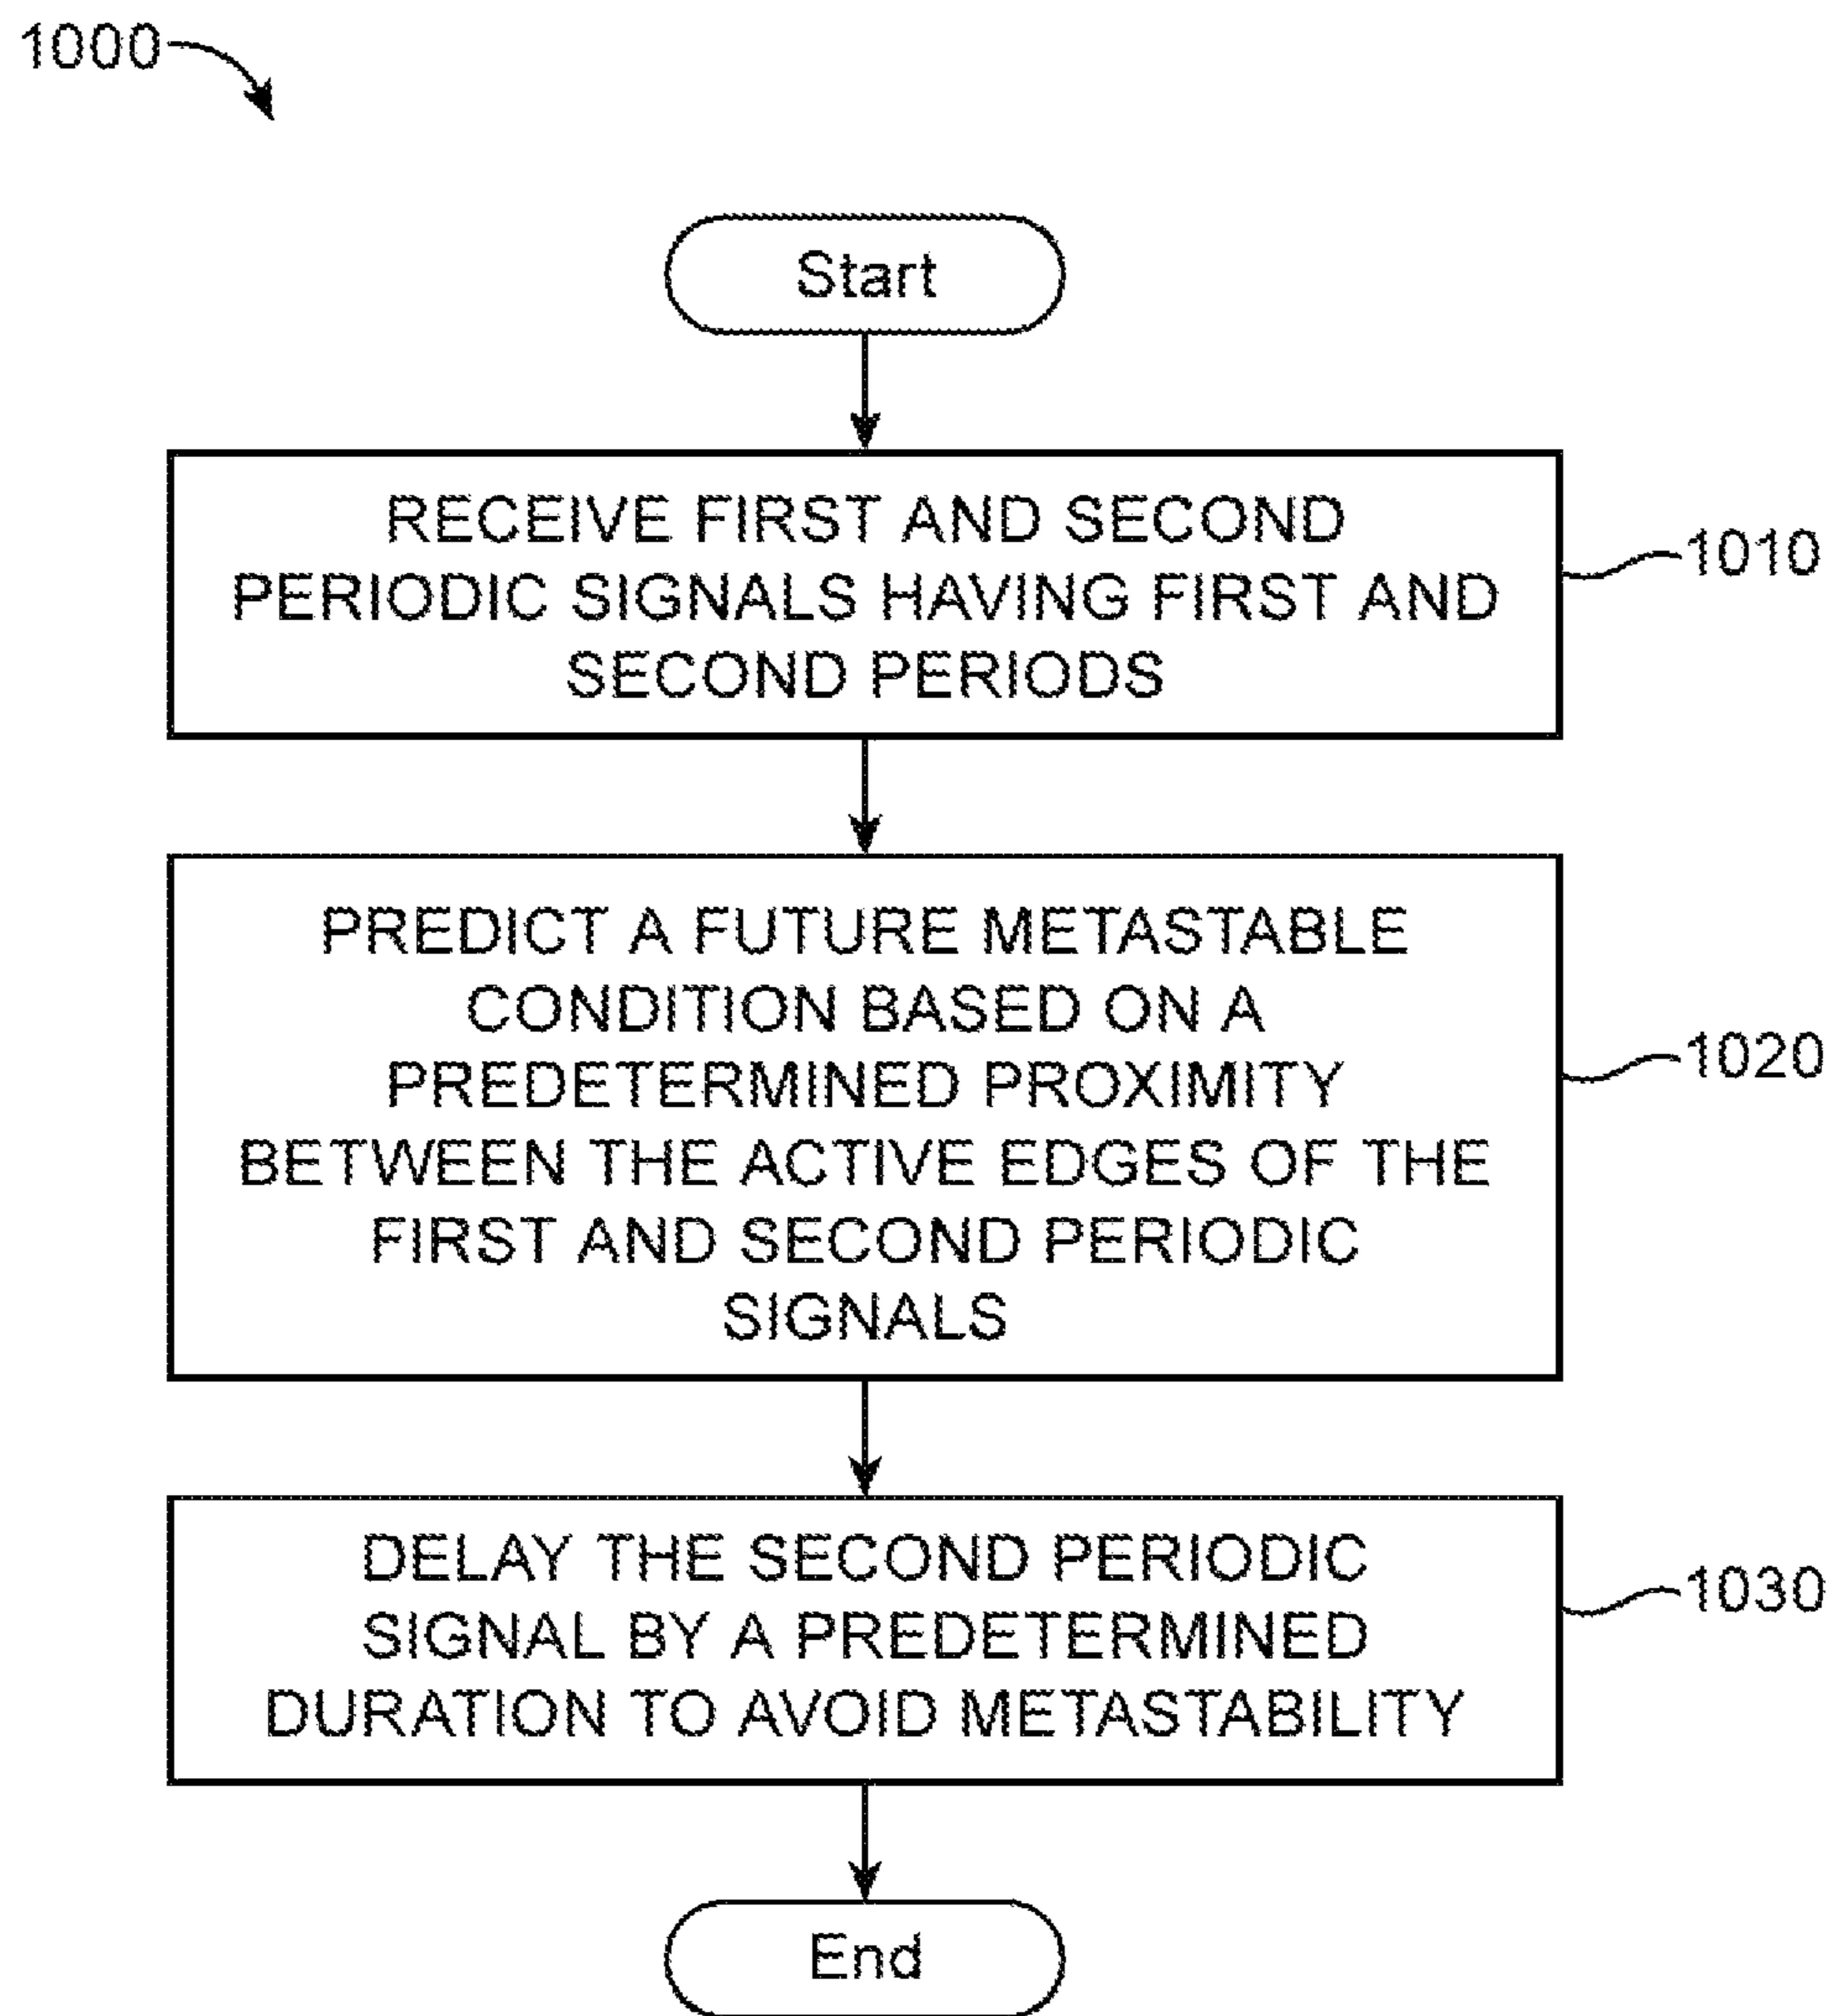 1000
Start
RECEIVE FIRST AND SECOND
PERIODIC SIGNALS HAVING FIRST AND
SECOND PERIODS
1010
PREDICT A FUTURE METASTABLE
CONDITION BASED ON A
PREDETERMINED PROXIMITY
BETWEEN THE ACTIVE EDGES OF THE
FIRST AND SECOND PERIODIC
SIGNALS
1020
DELAY THE SECOND PERIODIC
SIGNAL BY A PREDETERMINED
DURATION TO AVOID METASTABILITY
1030
End